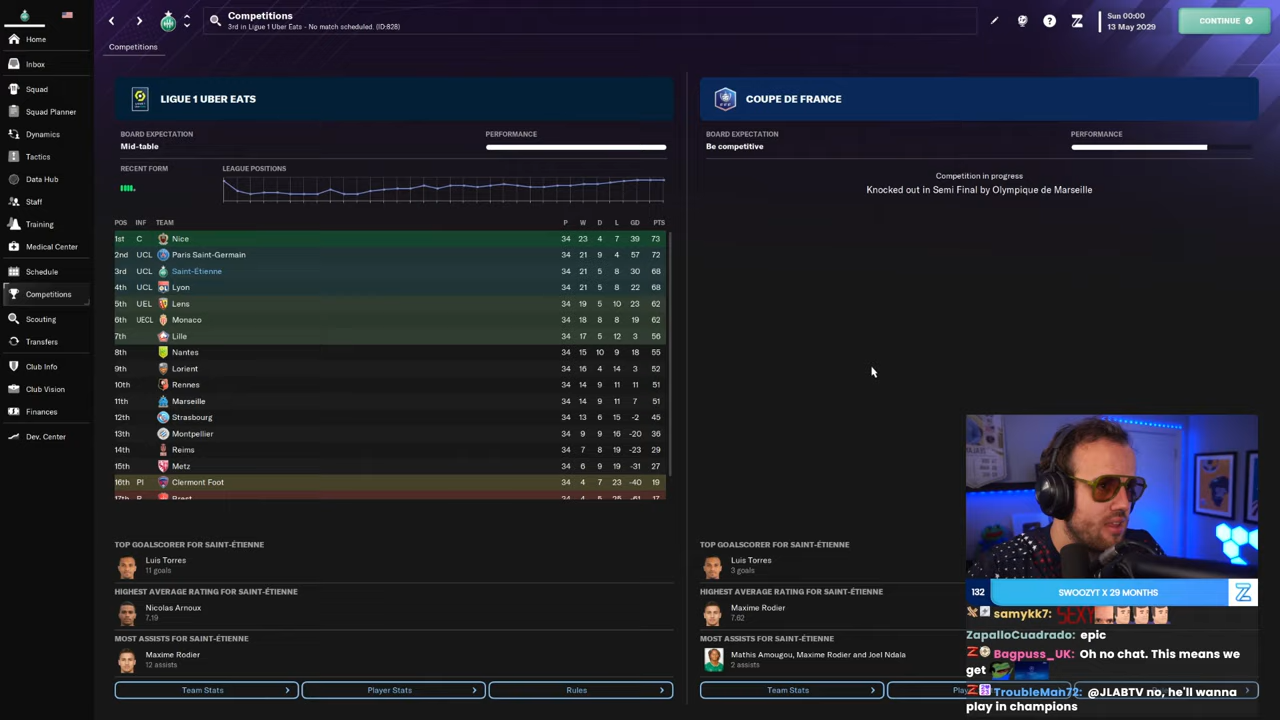 Competitions
3rd in Ligue 1 Uber Eats - No match scheduled. (ID:828)
Sun 00:00
13 May 2029
CONTINUE
Home
Inbox
Squad
Squad Planner
Dynamics
Tactics
Data Hub
Staff
Training
Medical Center
Schedule
Competitions
Scouting
Transfers
Club Info
Club Vision
Finances
Dev. Center
Competitions
LIGUE 1 UBER EATS
BOARD EXPECTATION PERFORMANCE
Mid-table
RECENT FORM LEAGUE POSITIONS
POS INF TEAM P W D L GD PTS
1st C Nice 34 23 4 7 39 73
2nd UCL Paris Saint-Germain 34 21 9 4 57 72
3rd UCL Saint-Étienne 34 21 5 8 30 68
4th UCL Lyon 34 21 5 8 22 68
5th UEL Lens 34 19 5 10 23 62
6th UECL Monaco 34 18 8 8 19 62
7th Lille 34 17 5 12 3 56
8th Nantes 34 15 10 9 18 55
9th Lorient 34 16 4 14 3 52
10th Rennes 34 14 9 11 11 51
11th Marseille 34 14 9 11 7 51
12th Strasbourg 34 13 6 15 -2 45
13th Montpellier 34 9 9 16 -20 36
14th Reims 34 7 8 19 -23 29
15th Metz 34 6 9 19 -31 27
16th Pl Clermont Foot 34 4 7 23 -40 19
17th R Brest 34 4 5 25 -61 17
TOP GOALSCORER FOR SAINT-ÉTIENNE
Luis Torres
11 goals
HIGHEST AVERAGE RATING FOR SAINT-ÉTIENNE
Nicolas Arnoux
7.19
MOST ASSISTS FOR SAINT-ÉTIENNE
Maxime Rodier
12 assists
Team Stats
Player Stats
Rules
COUPE DE FRANCE
BOARD EXPECTATION PERFORMANCE
Be competitive
Competition in progress
Knocked out in Semi Final by Olympique de Marseille
TOP GOALSCORER FOR SAINT-ÉTIENNE
Luis Torres
3 goals
HIGHEST AVERAGE RATING FOR SAINT-ÉTIENNE
Maxime Rodier
7.62
MOST ASSISTS FOR SAINT-ÉTIENNE
Mathis Amougou, Maxime Rodier and Joel Ndala
2 assists
Team Stats
132 SWOOZYT X 29 MONTHS
samykk7: SEXY
ZapalloCuadrado: epic
Bagpuss_UK: Oh no chat. This means we
get
TroubleMan72: @JLABTV no, he'll wanna
play in champions